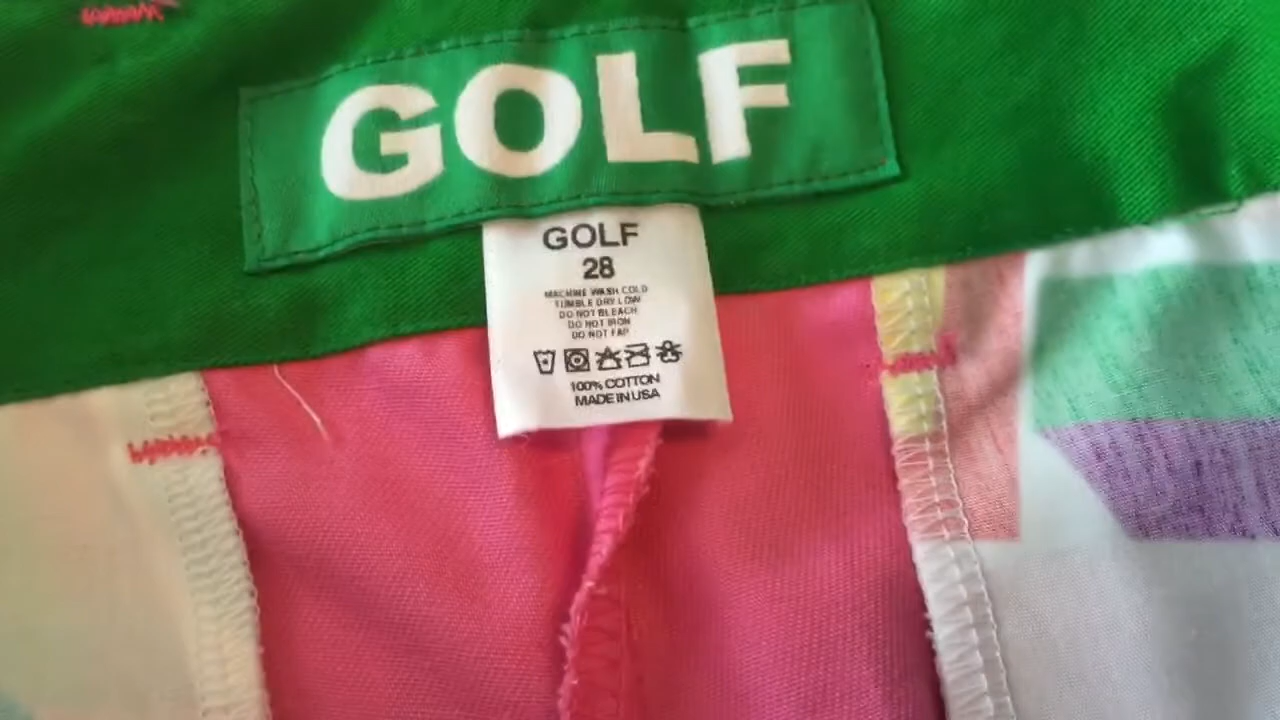 GOLF
GOLF
28
MACHINE WASH COLD
TUMBLE DRY LOW
DO NOT BLEACH
DO NOT IRON
DO NOT FAP
100% COTTON
MADE IN USA